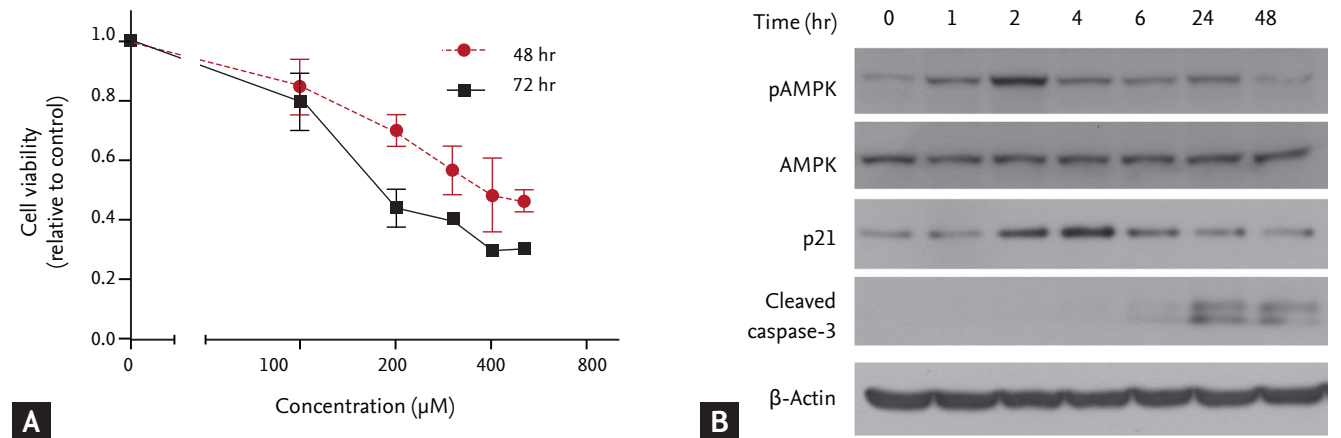 1.0
0.8
0.6
0.4
0.2
0.0
Cell viability
(relative to control)
48 hr
72 hr
0 100 200 400 800
Concentration (µM)
A
Time (hr) 0 1 2 4 6 24 48
pAMPK
AMPK
p21
Cleaved
caspase-3
β-Actin
B